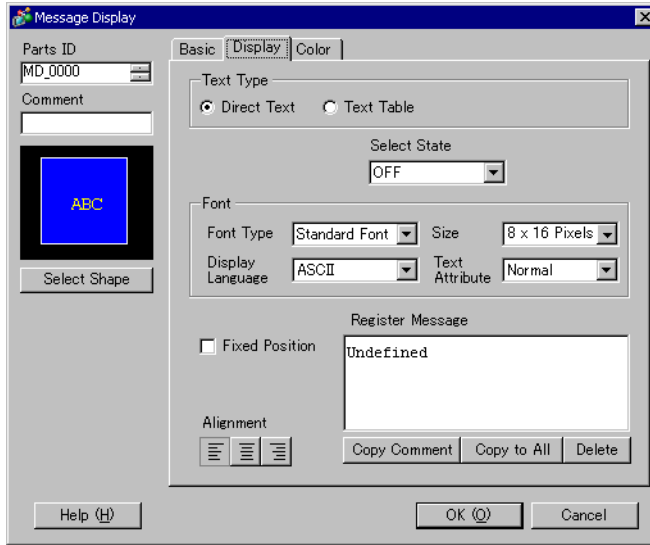 Message Display
Parts ID
MD_0000
Comment
ABC
Select Shape
Basic Display Color
Text Type
Direct Text Text Table
Select State
OFF
Font
Font Type Standard Font Size 8 x 16 Pixels
Display Language ASCII Text Attribute Normal
Register Message
Fixed Position
Undefined
Alignment
Copy Comment Copy to All Delete
Help (H) OK (O) Cancel